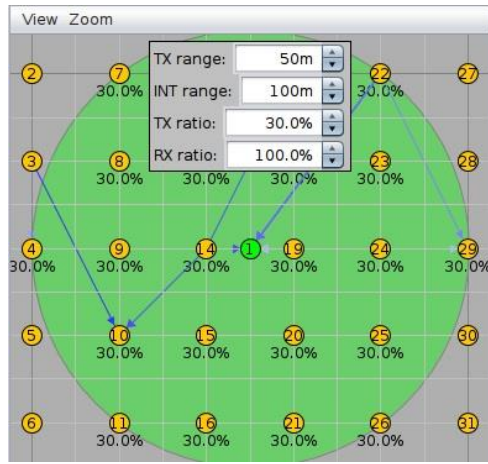 View Zoom
TX range: 50m
INT range: 100m
TX ratio: 30.0%
RX ratio: 100.0%
2 7 22 27
30.0% 30.0%
3 8 23 28
30.0% 30.0%
4 9 14 1 19 24 29
30.0% 30.0% 30.0% 30.0% 30.0% 30.0%
5 10 15 20 25 30
30.0% 30.0% 30.0% 30.0%
6 11 16 21 26 31
30.0% 30.0% 30.0% 30.0%